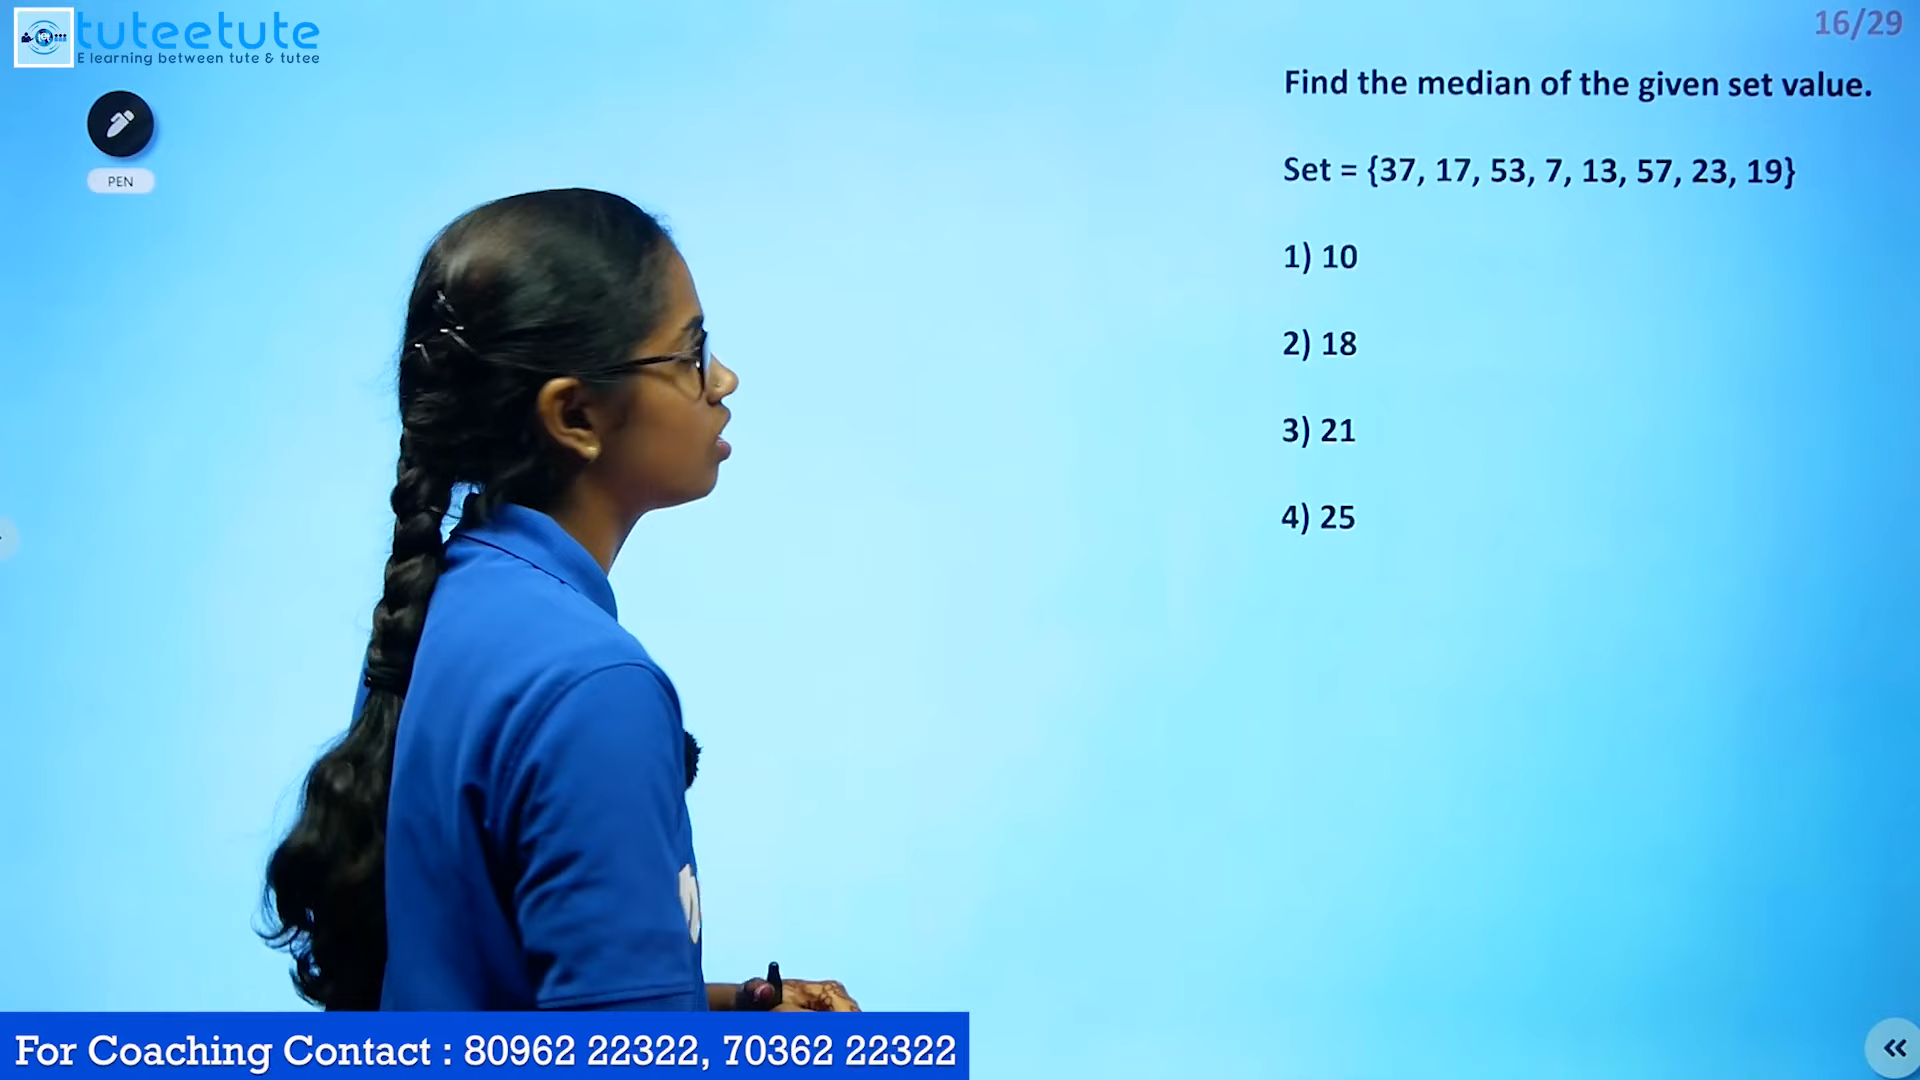 tuteetute
E learning between tute & tutee
16/29
PEN
Find the median of the given set value.
Set = {37, 17, 53, 7, 13, 57, 23, 19}
1) 10
2) 18
3) 21
4) 25
For Coaching Contact : 80962 22322, 70362 22322